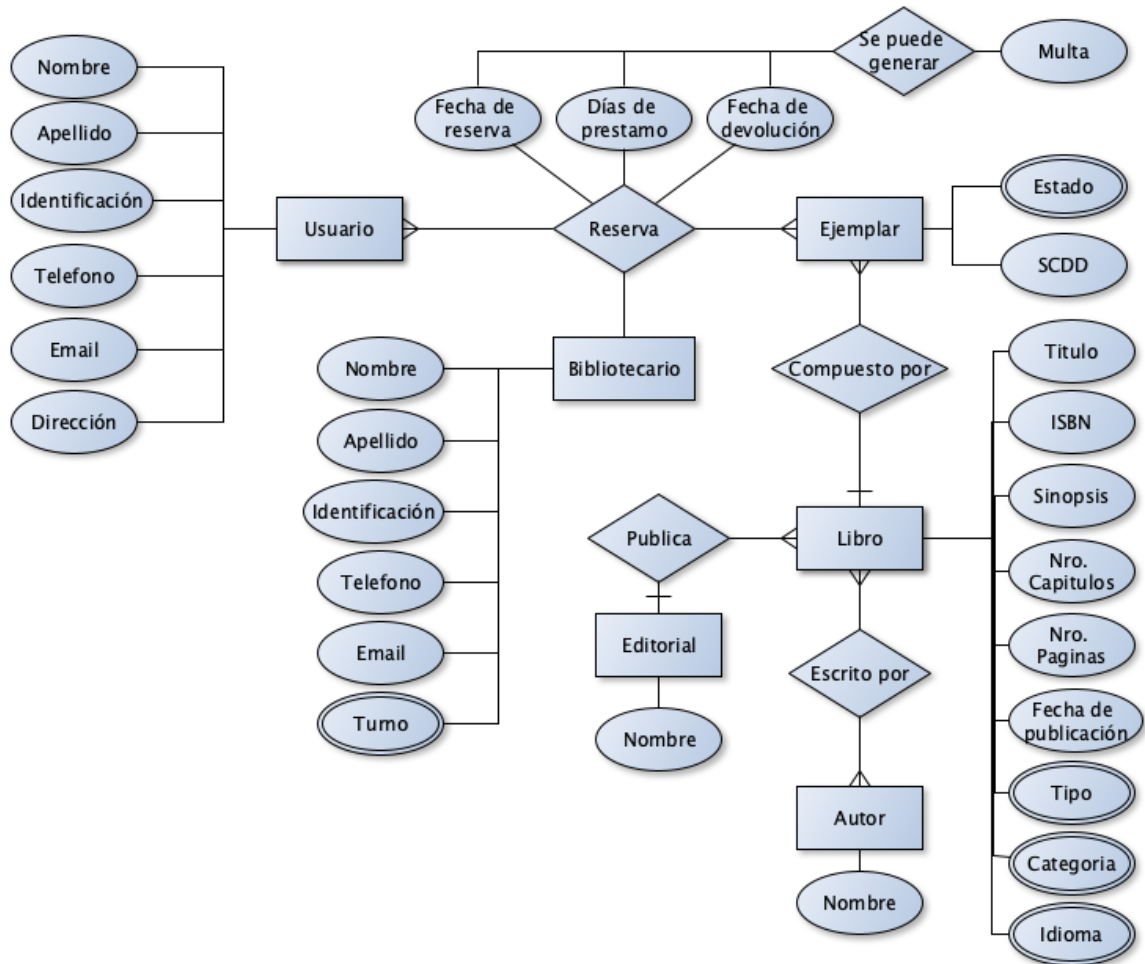 Nombre
Apellido
Identificación
Telefono
Email
Dirección
Usuario
Fecha de
reserva
Días de
prestamo
Fecha de
devolución
Se puede
generar
Multa
Reserva
Ejemplar
Estado
SCDD
Bibliotecario
Nombre
Apellido
Identificación
Telefono
Email
Turno
Compuesto por
Publica
Libro
Editorial
Nombre
Escrito por
Autor
Nombre
Titulo
ISBN
Sinopsis
Nro.
Capitulos
Nro.
Paginas
Fecha de
publicación
Tipo
Categoria
Idioma